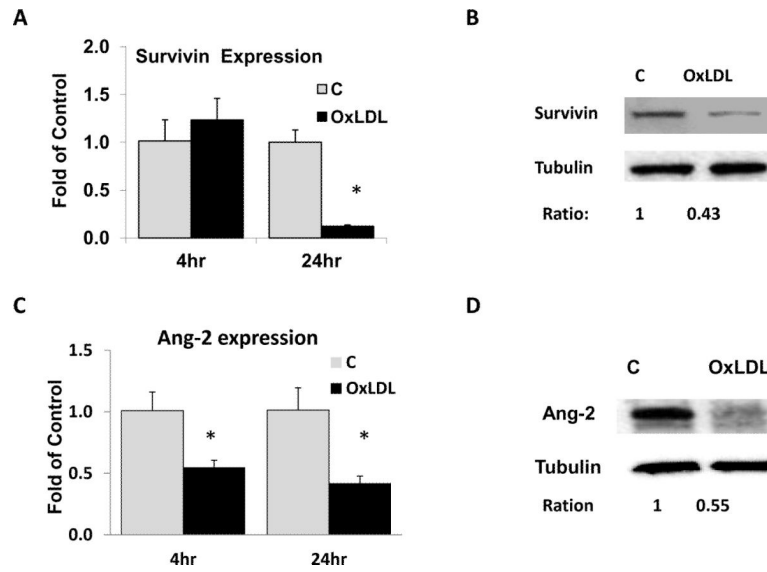 A
Survivin Expression
C
OxLDL
Fold of Control
2.0
1.5
1.0
0.5
0.0
*
4hr
24hr
B
C OxLDL
Survivin
Tubulin
Ratio: 1 0.43
C
Ang-2 expression
C
OxLDL
Fold of Control
1.5
1.0
0.5
0.0
* *
4hr
24hr
D
C OxLDL
Ang-2
Tubulin
Ration 1 0.55